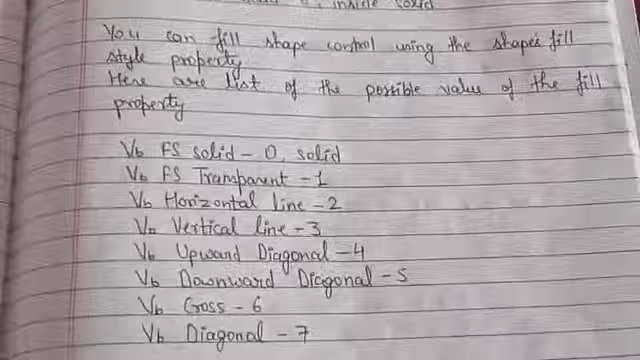 inside solid
You can fill shape control using the shape's fill
style property
Here are list of the possible value of the fill
property
Vb FS solid - 0, solid
Vb FS Transparent - 1
Vb Horizontal line - 2
Vb Vertical line - 3
Vb Upward Diagonal - 4
Vb Downward Diagonal - 5
Vb Cross - 6
Vb Diagonal - 7